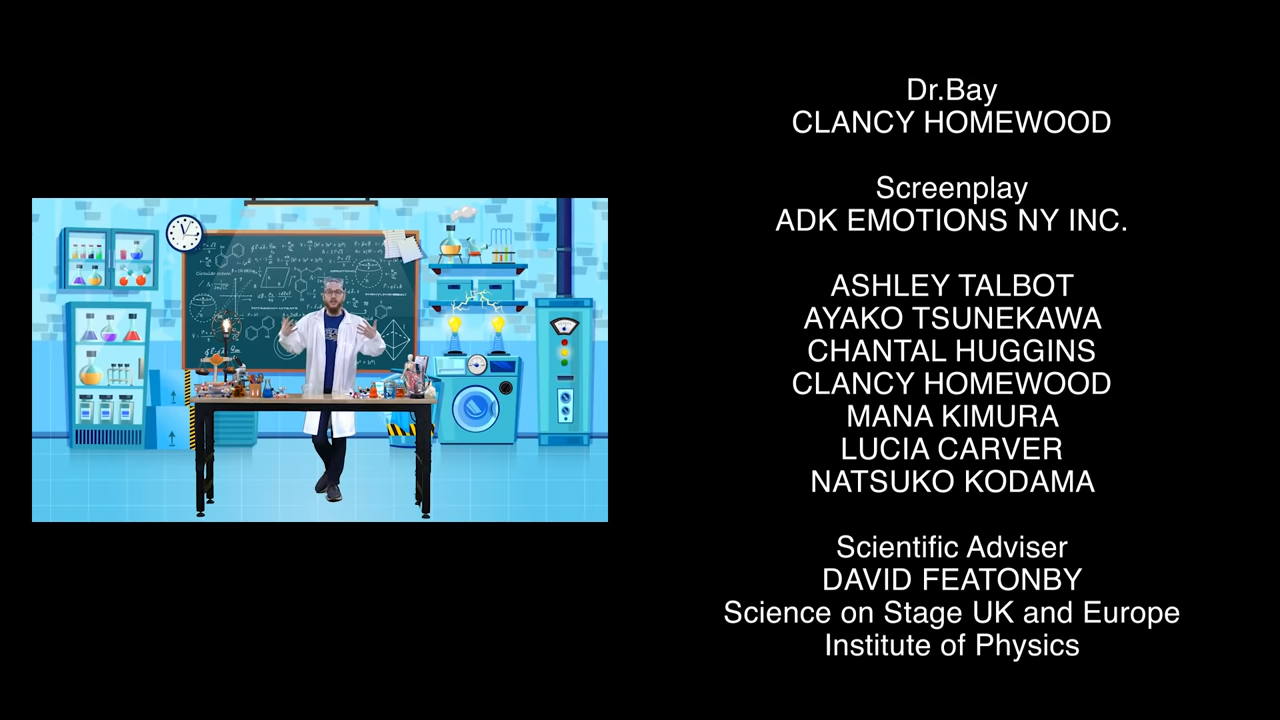 Dr.Bay
CLANCY HOMEWOOD
Screenplay
ADK EMOTIONS NY INC.
ASHLEY TALBOT
AYAKO TSUNEKAWA
CHANTAL HUGGINS
CLANCY HOMEWOOD
MANA KIMURA
LUCIA CARVER
NATSUKO KODAMA
Scientific Adviser
DAVID FEATONBY
Science on Stage UK and Europe
Institute of Physics